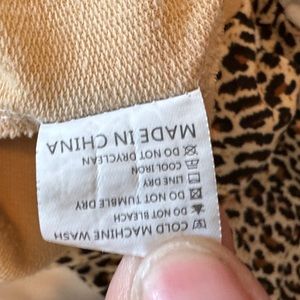 COLD MACHINE WASH
DO NOT BLEACH
DO NOT TUMBLE DRY
LINE DRY
COOL IRON
DO NOT DRYCLEAN
MADE IN CHINA